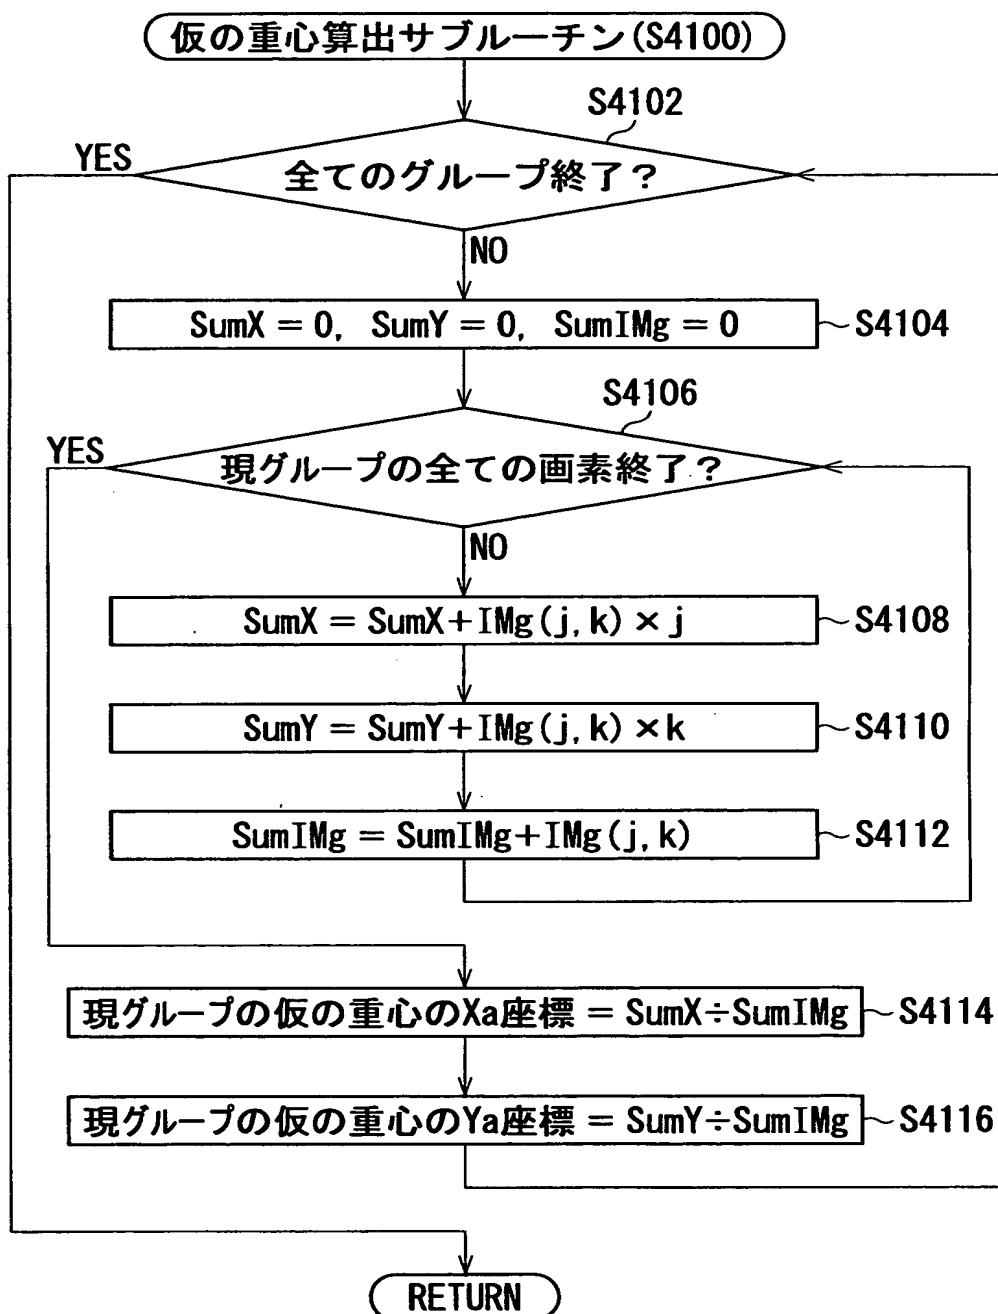 仮の重心算出サブルーチン(S4100)
S4102
YES
全てのグループ終了?
NO
SumX = 0, SumY = 0, SumIMg = 0
S4104
S4106
YES
現グループの全ての画素終了?
NO
SumX = SumX+IMg(j,k)×j
S4108
SumY = SumY+IMg(j,k)×k
S4110
SumIMg = SumIMg+IMg(j,k)
S4112
現グループの仮の重心のXa座標 = SumX÷SumIMg
S4114
現グループの仮の重心のYa座標 = SumY÷SumIMg
S4116
RETURN